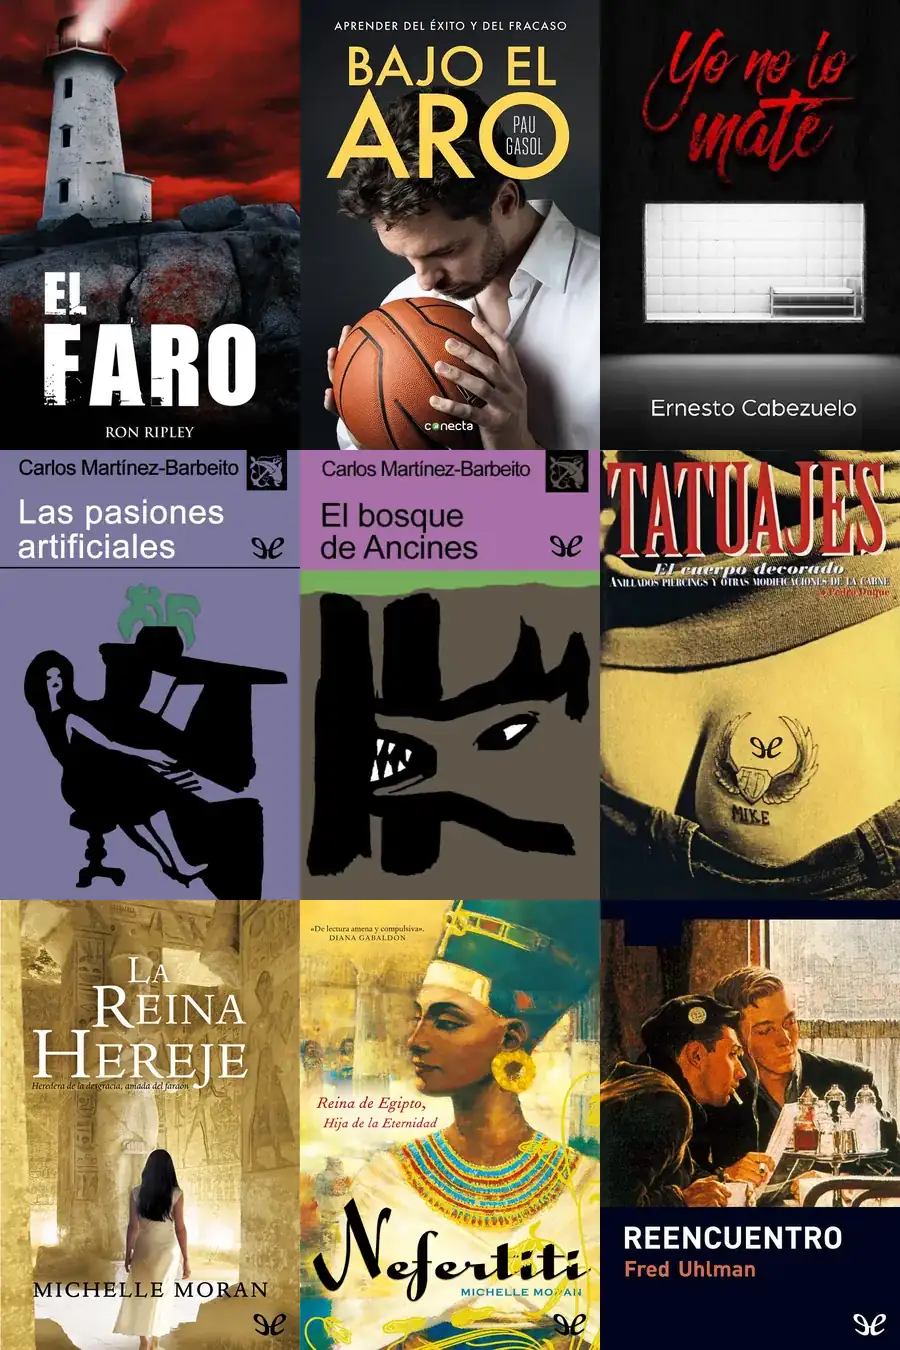 EL
FARO
RON RIPLEY
APRENDER DEL ÉXITO Y DEL FRACASO
BAJO EL
ARO
PAU
GASOL
conecta
Yo no lo
maté
Ernesto Cabezuelo
Carlos Martínez-Barbeito
Las pasiones
artificiales
Carlos Martínez-Barbeito
El bosque
de Ancines
TATUAJES
El cuerpo decorado
ANILLADOS PIERCINGS Y OTRAS MODIFICACIONES DE LA CARNE
Pedro Duque
MIKE
LA
REINA
HEREJE
Heredera de la desgracia, amada del faraón
MICHELLE MORAN
«De lectura amena y compulsiva».
DIANA GABALDON
Reina de Egipto,
Hija de la Eternidad
Nefertiti
MICHELLE MORAN
REENCUENTRO
Fred Uhlman